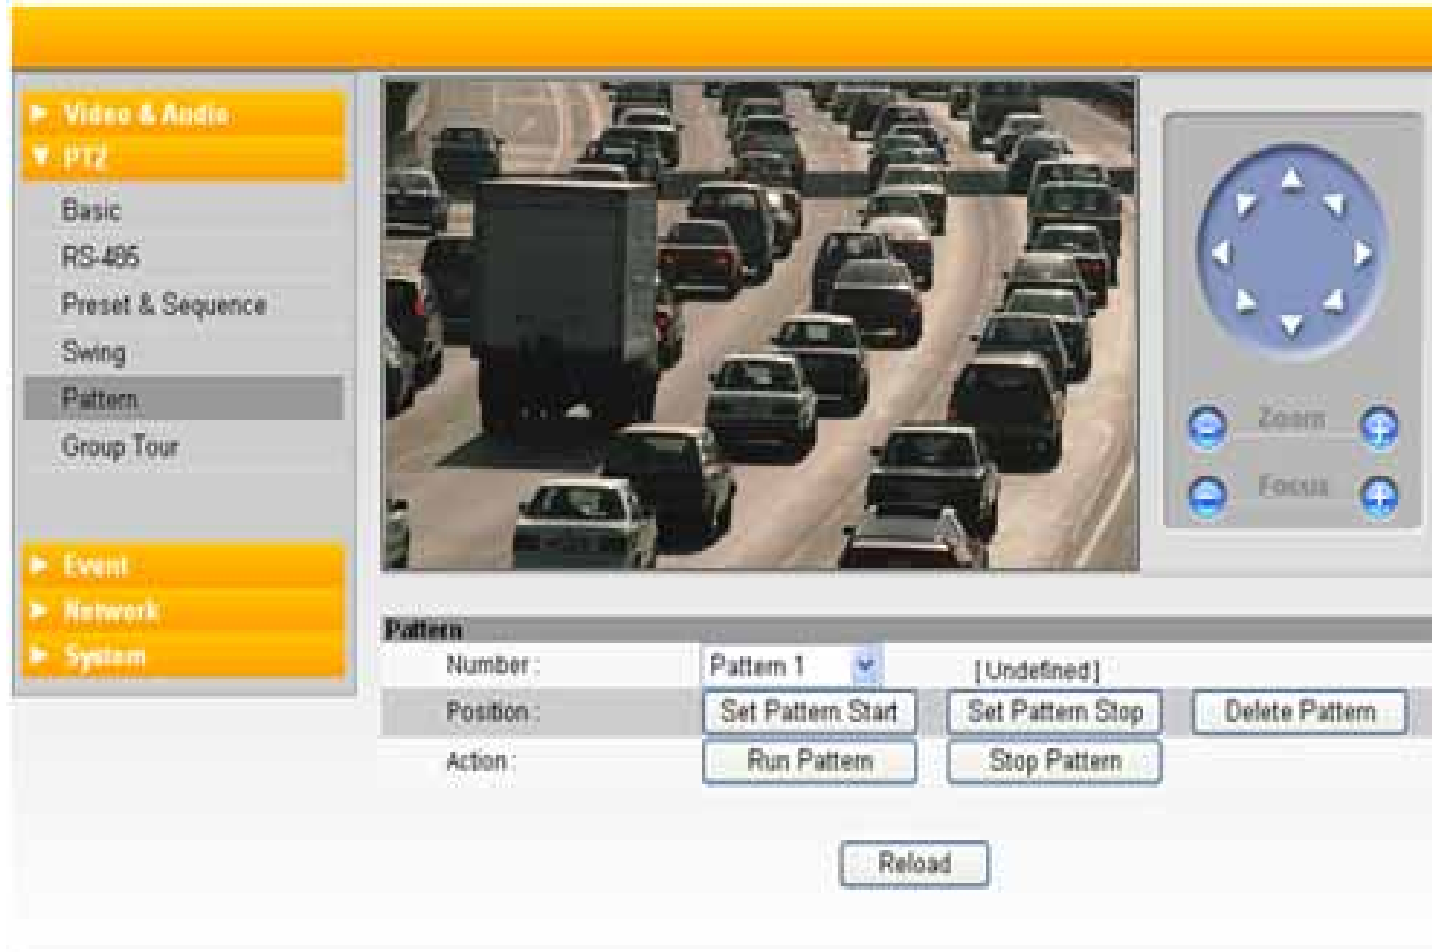 Video & Audio
PTZ
Basic
RS-485
Preset & Sequence
Swing
Pattern
Group Tour
Event
Network
System
Zoom
Focus
Pattern
Number : Pattern 1 [Undefined]
Position : Set Pattern Start Set Pattern Stop Delete Pattern
Action : Run Pattern Stop Pattern
Reload